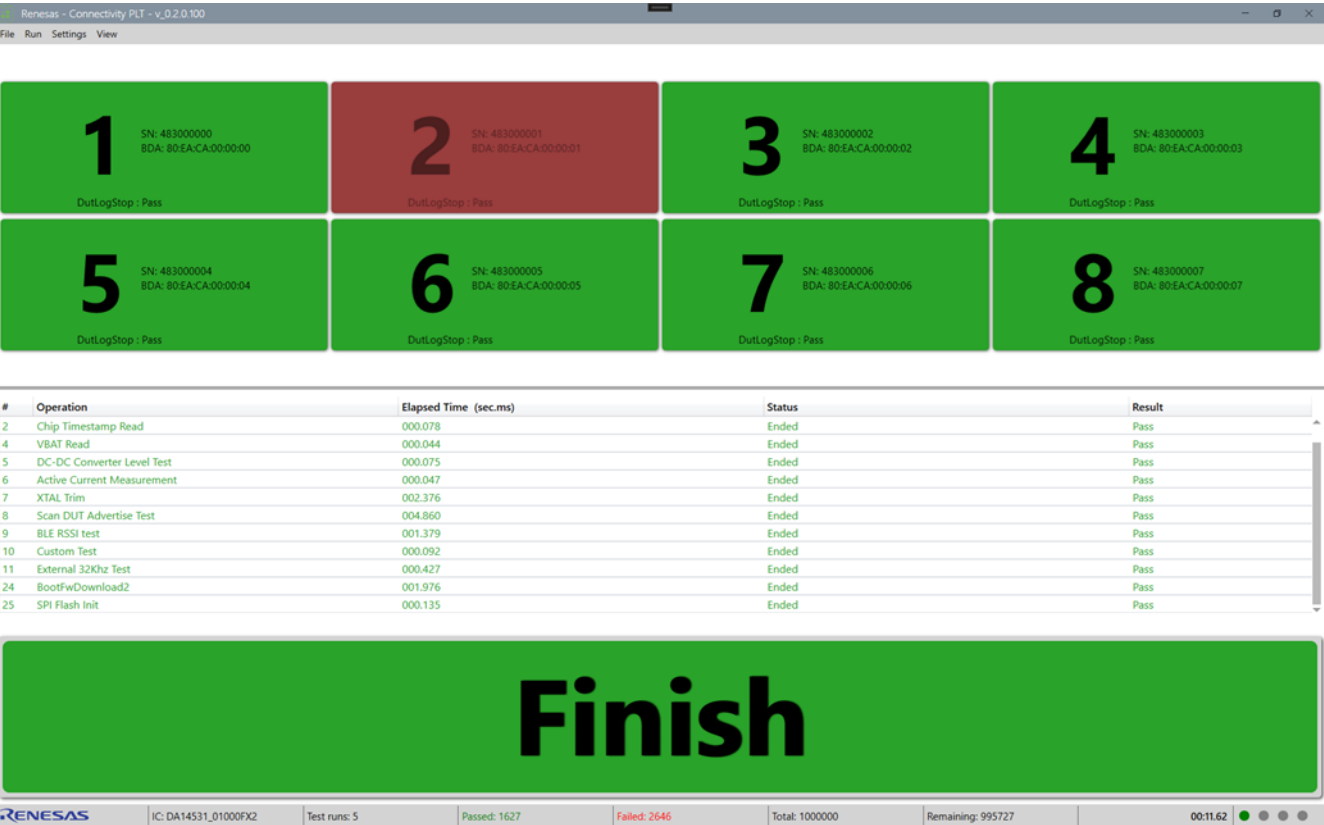 Renesas - Connectivity PLT - v_0.2.0.100
File Run Settings View
1 SN: 483000000
BDA: 80:EA:CA:00:00:00
DutLogStop : Pass
2 SN: 483000001
BDA: 80:EA:CA:00:00:01
DutLogStop : Pass
3 SN: 483000002
BDA: 80:EA:CA:00:00:02
DutLogStop : Pass
4 SN: 483000003
BDA: 80:EA:CA:00:00:03
DutLogStop : Pass
5 SN: 483000004
BDA: 80:EA:CA:00:00:04
DutLogStop : Pass
6 SN: 483000005
BDA: 80:EA:CA:00:00:05
DutLogStop : Pass
7 SN: 483000006
BDA: 80:EA:CA:00:00:06
DutLogStop : Pass
8 SN: 483000007
BDA: 80:EA:CA:00:00:07
DutLogStop : Pass
# Operation Elapsed Time (sec.ms) Status Result
2 Chip Timestamp Read 000.078 Ended Pass
4 VBAT Read 000.044 Ended Pass
5 DC-DC Converter Level Test 000.075 Ended Pass
6 Active Current Measurement 000.047 Ended Pass
7 XTAL Trim 002.376 Ended Pass
8 Scan DUT Advertise Test 004.860 Ended Pass
9 BLE RSSI test 001.379 Ended Pass
10 Custom Test 000.092 Ended Pass
11 External 32Khz Test 000.427 Ended Pass
24 BootFwDownload2 001.976 Ended Pass
25 SPI Flash Init 000.135 Ended Pass
Finish
RENESAS IC: DA14531_01000FX2 Test runs: 5 Passed: 1627 Failed: 2646 Total: 1000000 Remaining: 995727 00:11.62